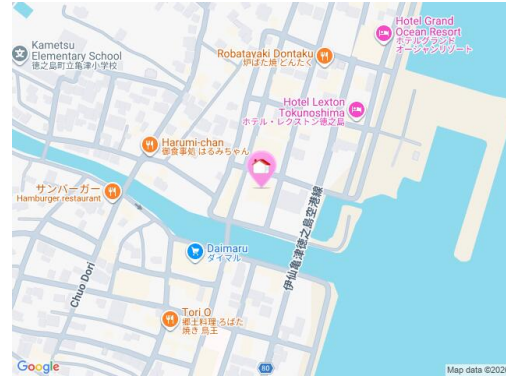 Hotel Grand
Ocean Resort
ホテルグランド
オーシャンリゾート
Kametsu
Elementary School
徳之島町立亀津小学校
Robatayaki Dontaku
炉ばた焼 どんたく
Hotel Lexton
Tokunoshima
ホテル・レクストン徳之島
Harumi-chan
御食事処 はるみちゃん
サンバーガー
Hamburger restaurant
伊仙亀津徳之島空港線
Chuo Dori
Daimaru
ダイマル
Tori O
郷土料理 ろばた
焼き 鳥王
80
Google
Map data ©2026